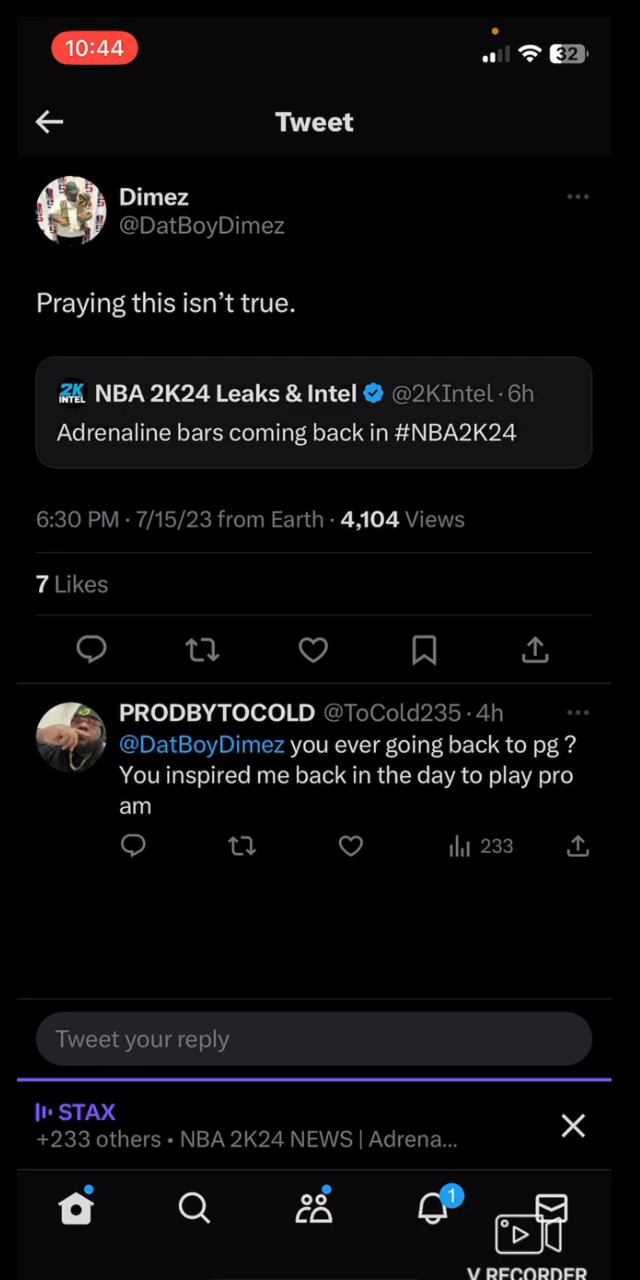 10:44
32
Tweet
Dimez
@DatBoyDimez
Praying this isn’t true.
2K INTEL NBA 2K24 Leaks & Intel @2KIntel · 6h
Adrenaline bars coming back in #NBA2K24
6:30 PM · 7/15/23 from Earth · 4,104 Views
7 Likes
PRODBYTOCOLD @ToCold235 · 4h
@DatBoyDimez you ever going back to pg ?
You inspired me back in the day to play pro
am
233
Tweet your reply
STAX
+233 others • NBA 2K24 NEWS | Adrena...
1
V RECORDER